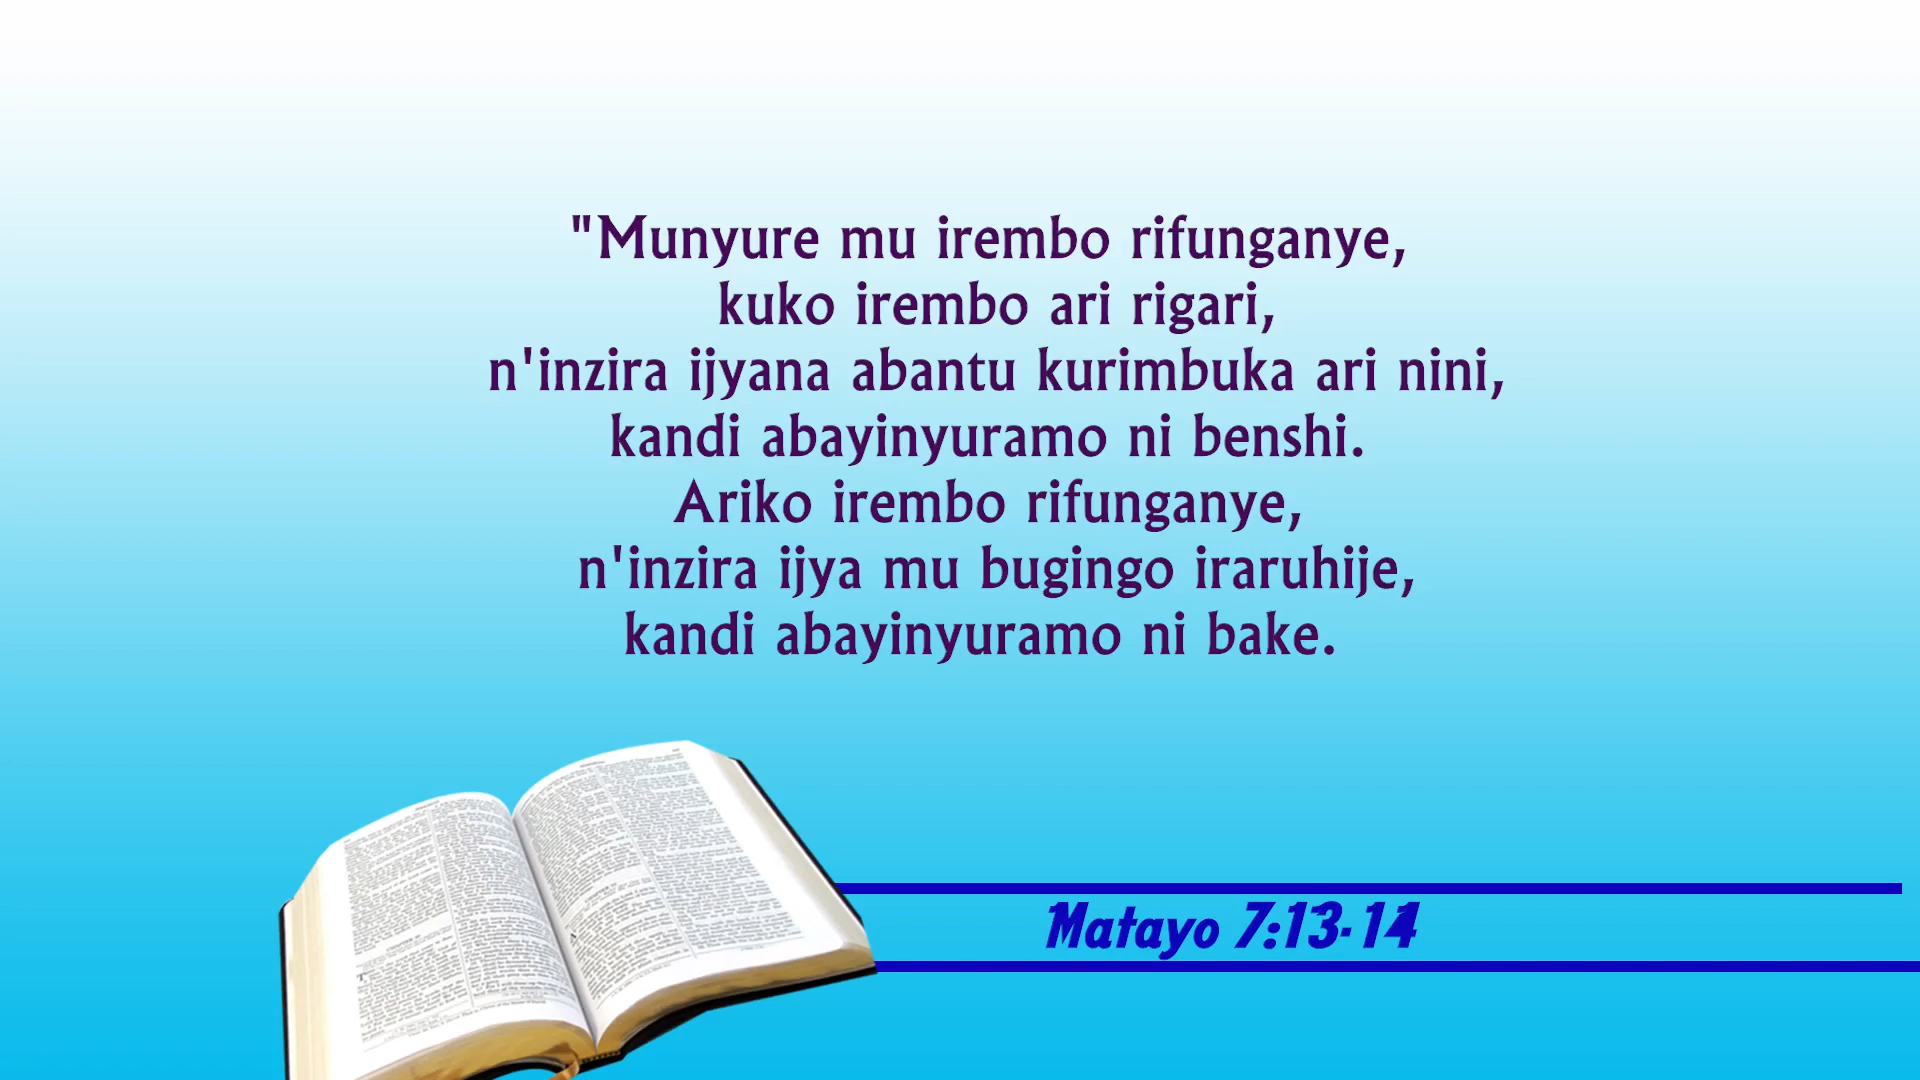 "Munyure mu irembo rifunganye,
kuko irembo ari rigari,
n'inzira ijyana abantu kurimbuka ari nini,
kandi abayinyuramo ni benshi.
Ariko irembo rifunganye,
n'inzira ijya mu bugingo iraruhije,
kandi abayinyuramo ni bake.
Matayo 7:13-14